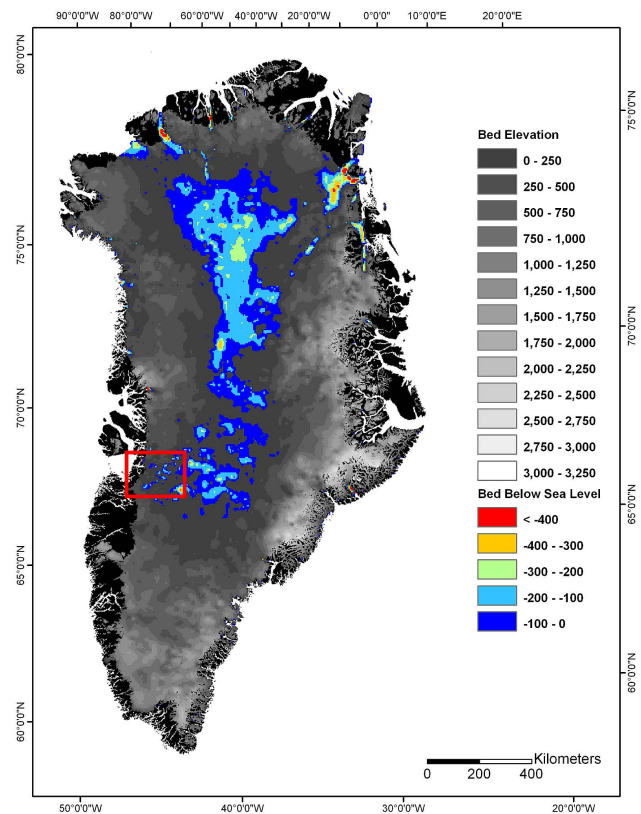 90°0'0"W 80°0'0"W 60°0'0"W 40°0'0"W 20°0'0"W 0°0'0" 10°0'0"E 20°0'0"E
80°0'0"N
75°0'0"N
70°0'0"N
65°0'0"N
60°0'0"N
75°0'0"N
70°0'0"N
65°0'0"N
60°0'0"N
Bed Elevation
0 - 250
250 - 500
500 - 750
750 - 1,000
1,000 - 1,250
1,250 - 1,500
1,500 - 1,750
1,750 - 2,000
2,000 - 2,250
2,250 - 2,500
2,500 - 2,750
2,750 - 3,000
3,000 - 3,250
Bed Below Sea Level
< -400
-400 - -300
-300 - -200
-200 - -100
-100 - 0
Kilometers
0 200 400
50°0'0"W 40°0'0"W 30°0'0"W 20°0'0"W